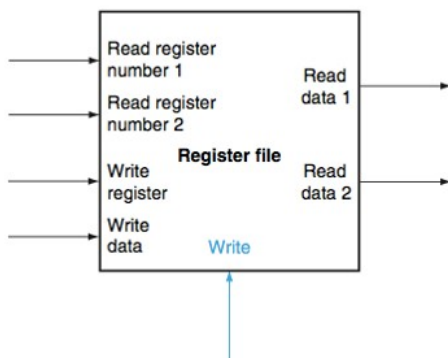 Read register
number 1
Read
data 1
Read register
number 2
Register file
Write
register
Read
data 2
Write
data
Write